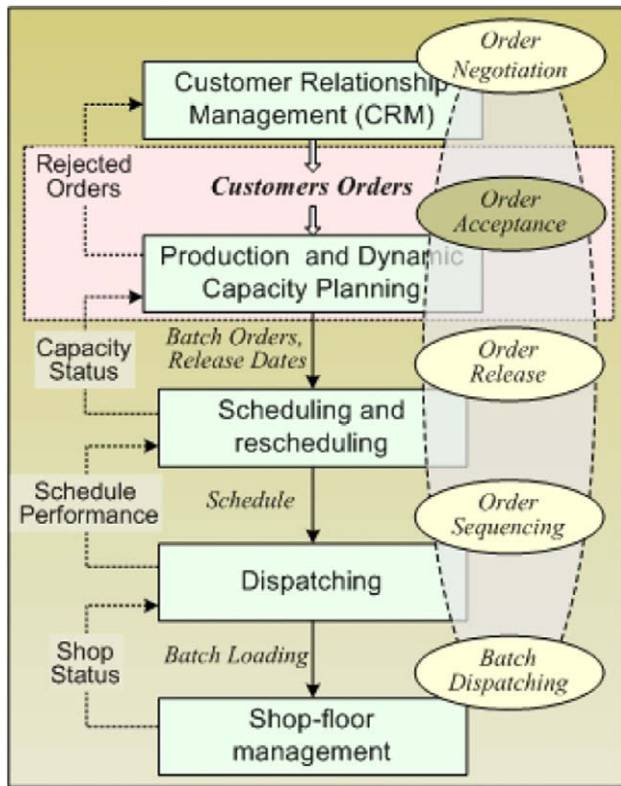 Order
Negotiation
Customer Relationship
Management (CRM)
Rejected
Orders
Customers Orders
Order
Acceptance
Production and Dynamic
Capacity Planning
Capacity
Status
Batch Orders,
Release Dates
Order
Release
Scheduling and
rescheduling
Schedule
Performance
Schedule
Order
Sequencing
Dispatching
Shop
Status
Batch Loading
Batch
Dispatching
Shop-floor
management